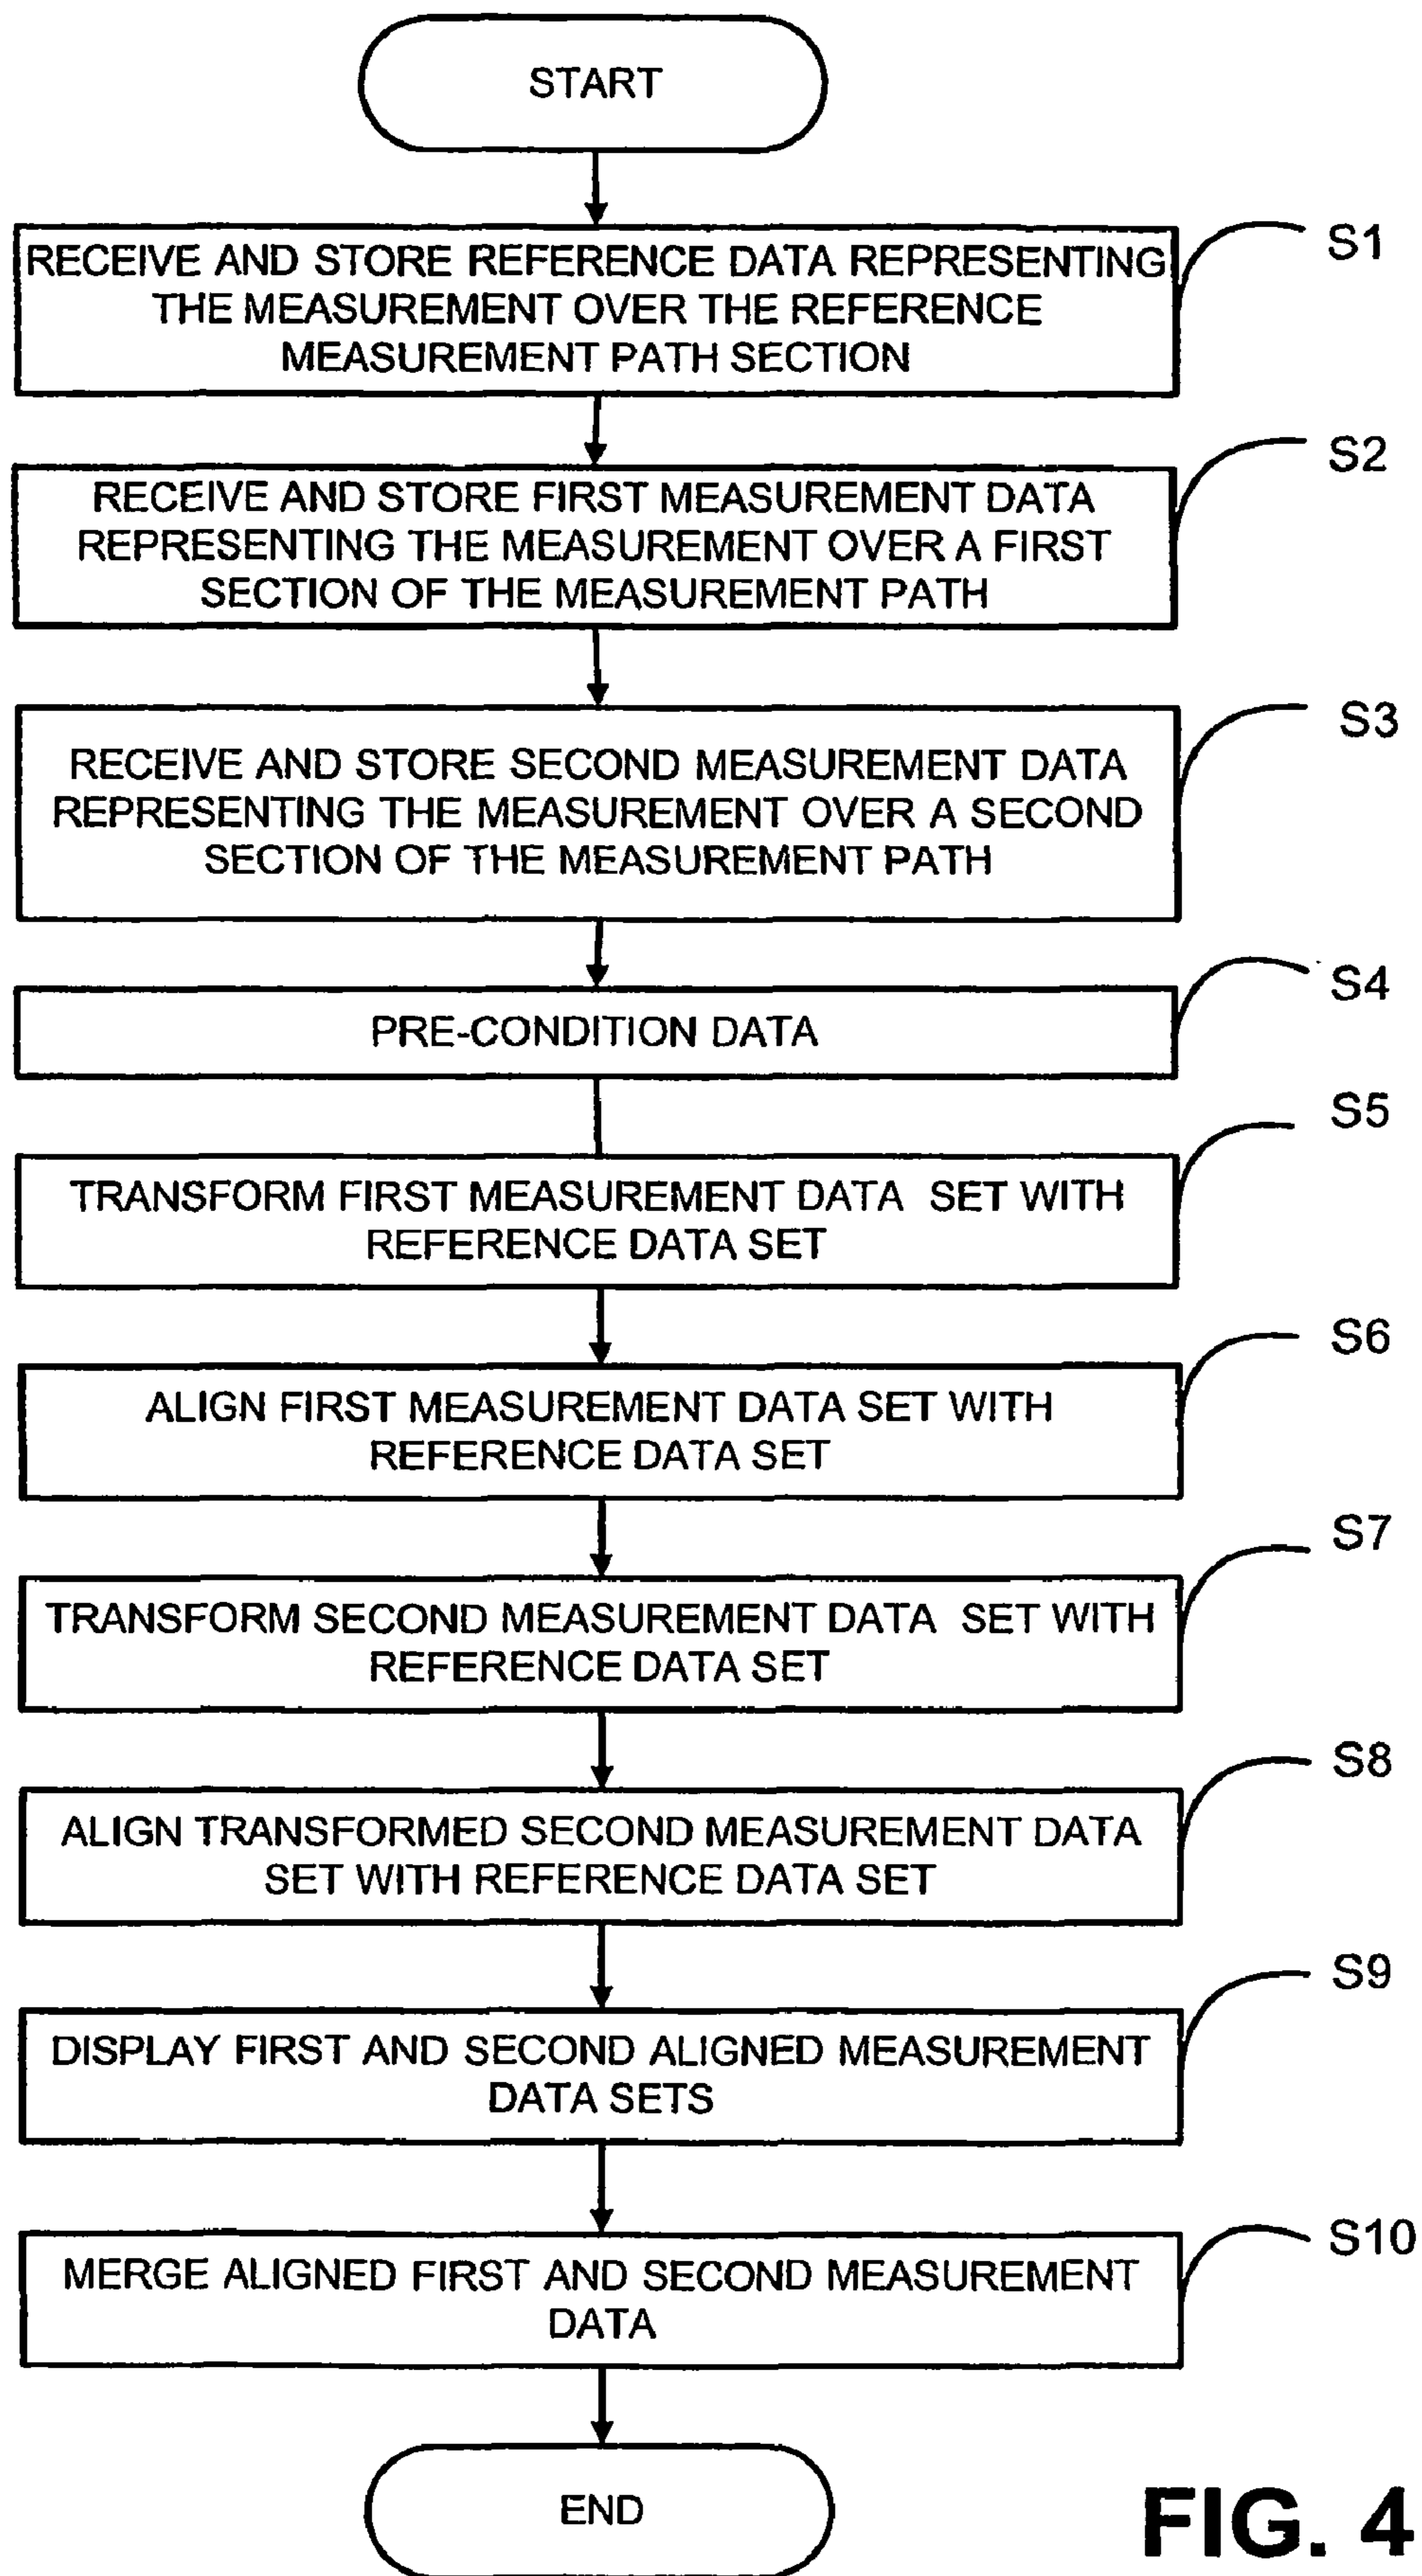 START
RECEIVE AND STORE REFERENCE DATA REPRESENTING
THE MEASUREMENT OVER THE REFERENCE
MEASUREMENT PATH SECTION
S1
RECEIVE AND STORE FIRST MEASUREMENT DATA
REPRESENTING THE MEASUREMENT OVER A FIRST
SECTION OF THE MEASUREMENT PATH
S2
RECEIVE AND STORE SECOND MEASUREMENT DATA
REPRESENTING THE MEASUREMENT OVER A SECOND
SECTION OF THE MEASUREMENT PATH
S3
PRE-CONDITION DATA
S4
TRANSFORM FIRST MEASUREMENT DATA SET WITH
REFERENCE DATA SET
S5
ALIGN FIRST MEASUREMENT DATA SET WITH
REFERENCE DATA SET
S6
TRANSFORM SECOND MEASUREMENT DATA SET WITH
REFERENCE DATA SET
S7
ALIGN TRANSFORMED SECOND MEASUREMENT DATA
SET WITH REFERENCE DATA SET
S8
DISPLAY FIRST AND SECOND ALIGNED MEASUREMENT
DATA SETS
S9
MERGE ALIGNED FIRST AND SECOND MEASUREMENT
DATA
S10
END
FIG. 4